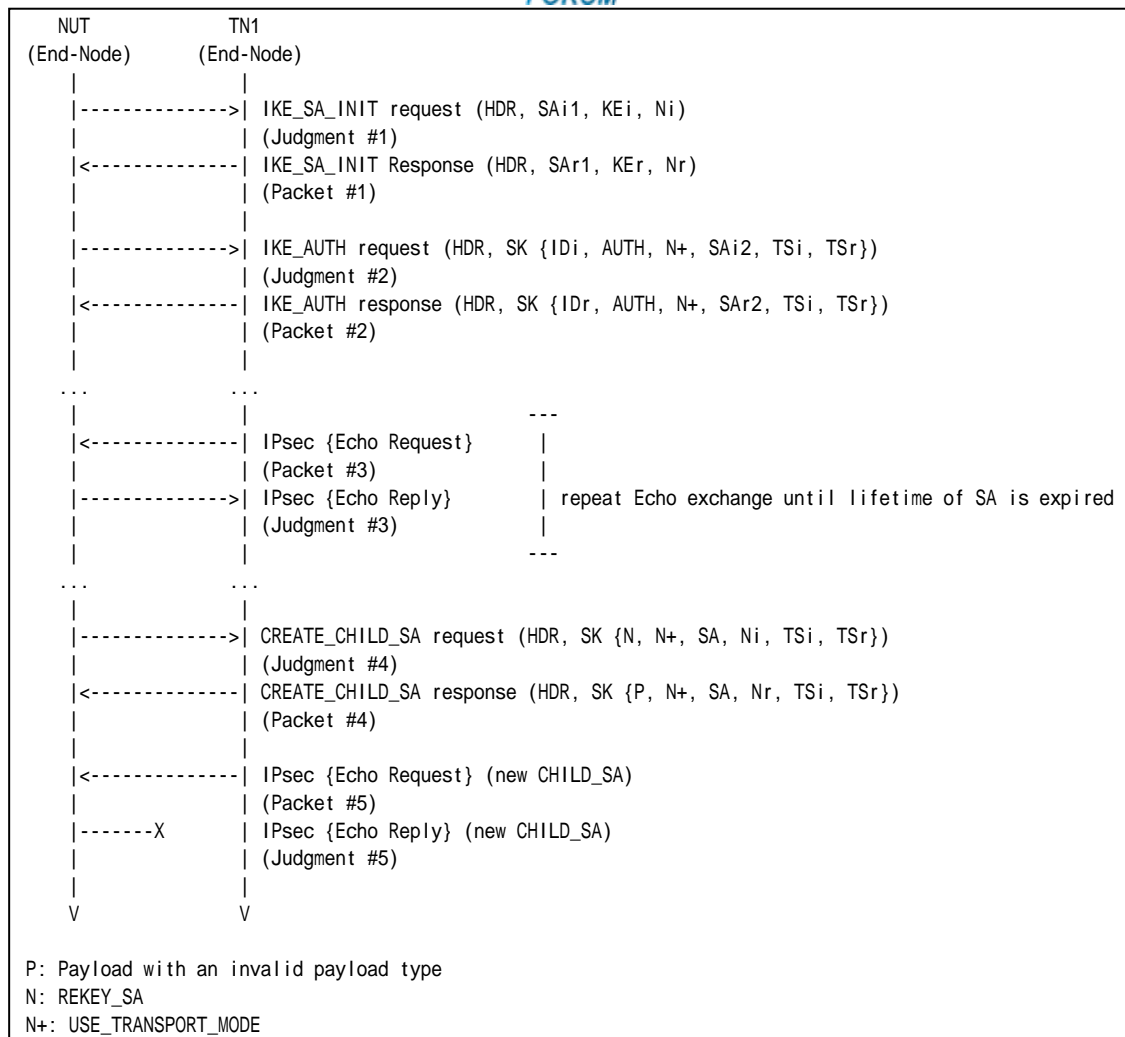 FORUM
NUT TN1
(End-Node) (End-Node)
| |
|-------------->| IKE_SA_INIT request (HDR, SAi1, KEi, Ni)
| | (Judgment #1)
|<--------------| IKE_SA_INIT Response (HDR, SAr1, KEr, Nr)
| | (Packet #1)
| |
|-------------->| IKE_AUTH request (HDR, SK {IDi, AUTH, N+, SAi2, TSi, TSr})
| | (Judgment #2)
|<--------------| IKE_AUTH response (HDR, SK {IDr, AUTH, N+, SAr2, TSi, TSr})
| | (Packet #2)
| |
... ...
| | ---
|<--------------| IPsec {Echo Request} |
| | (Packet #3) |
|-------------->| IPsec {Echo Reply} | repeat Echo exchange until lifetime of SA is expired
| | (Judgment #3) |
| | ---
... ...
| |
|-------------->| CREATE_CHILD_SA request (HDR, SK {N, N+, SA, Ni, TSi, TSr})
| | (Judgment #4)
|<--------------| CREATE_CHILD_SA response (HDR, SK {P, N+, SA, Nr, TSi, TSr})
| | (Packet #4)
| |
|<--------------| IPsec {Echo Request} (new CHILD_SA)
| | (Packet #5)
|-------X | IPsec {Echo Reply} (new CHILD_SA)
| | (Judgment #5)
| |
V V
P: Payload with an invalid payload type
N: REKEY_SA
N+: USE_TRANSPORT_MODE